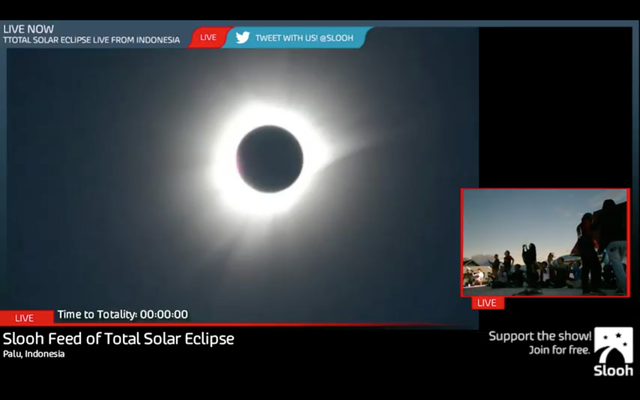 LIVE NOW
TTOTAL SOLAR ECLIPSE LIVE FROM INDONESIA
LIVE
TWEET WITH US! @SLOOH
LIVE
LIVE
Time to Totality: 00:00:00
Slooh Feed of Total Solar Eclipse
Palu, Indonesia
Support the show!
Join for free.
Slooh